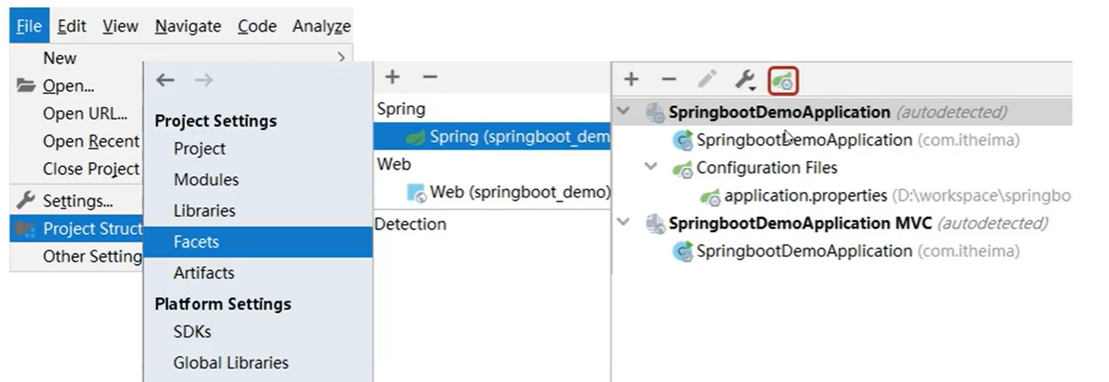 File Edit View Navigate Code Analyze
New
Open...
Open URL...
Open Recent
Close Project
Settings...
Project Struct
Other Setting
Project Settings
Project
Modules
Libraries
Facets
Artifacts
Platform Settings
SDKs
Global Libraries
Spring
Spring (springboot_dem
Web
Web (springboot_demo)
Detection
SpringbootDemoApplication (autodetected)
SpringbootDemoApplication (com.itheima)
Configuration Files
application.properties (D:\workspace\springbo
SpringbootDemoApplication MVC (autodetected)
SpringbootDemoApplication (com.itheima)